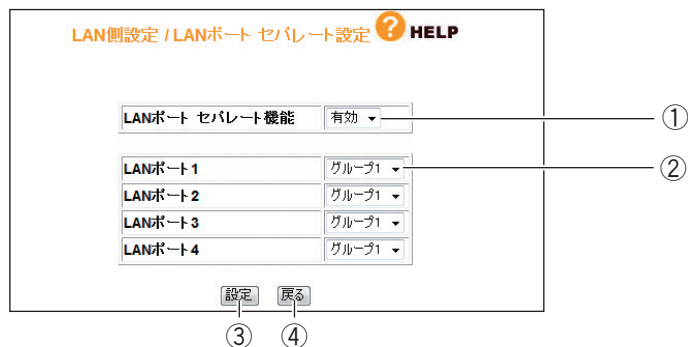 LAN側設定 / LANポート セパレート設定 ? HELP
LANポート セパレート機能 有効 ①
LANポート1 グループ1 ②
LANポート2 グループ1
LANポート3 グループ1
LANポート4 グループ1
設定 戻る
③ ④